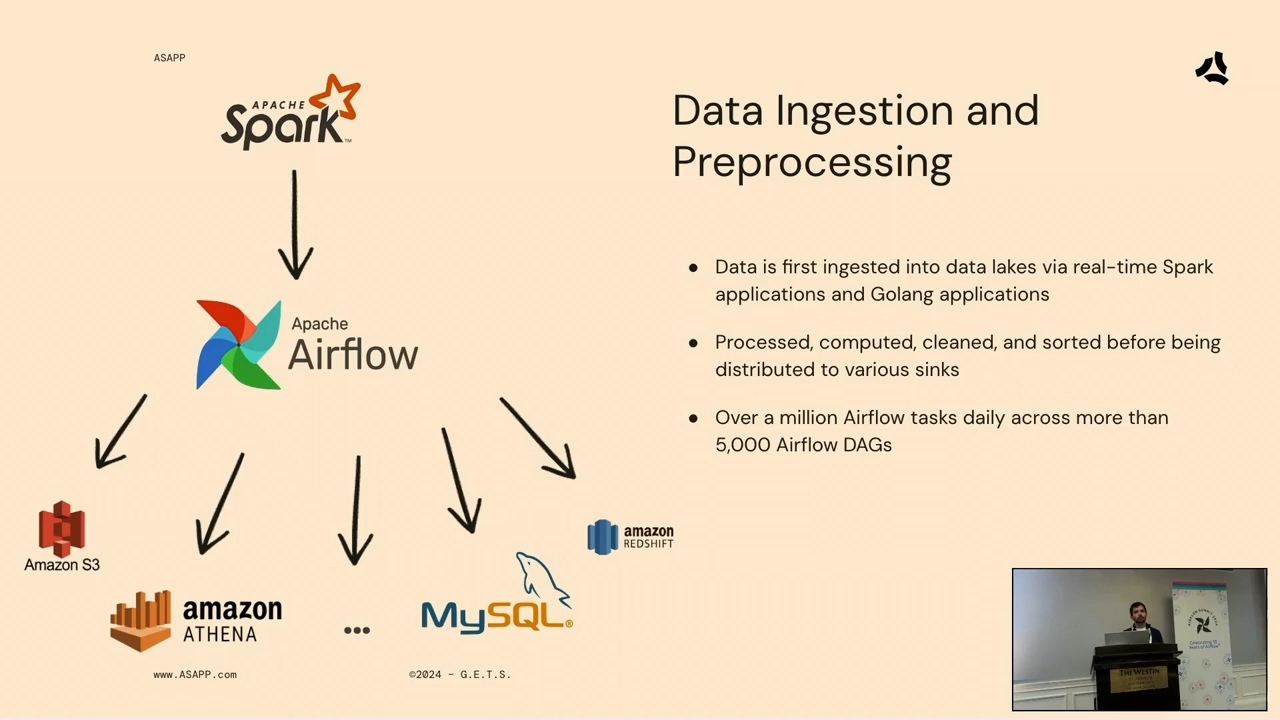 ASAPP
APACHE
Spark™
Data Ingestion and
Preprocessing
Apache
Airflow
● Data is first ingested into data lakes via real-time Spark
applications and Golang applications
● Processed, computed, cleaned, and sorted before being
distributed to various sinks
● Over a million Airflow tasks daily across more than
5,000 Airflow DAGs
Amazon S3
amazon
ATHENA
...
MySQL®
amazon
REDSHIFT
www.ASAPP.com
©2024 - G.E.T.S.
THE WESTIN